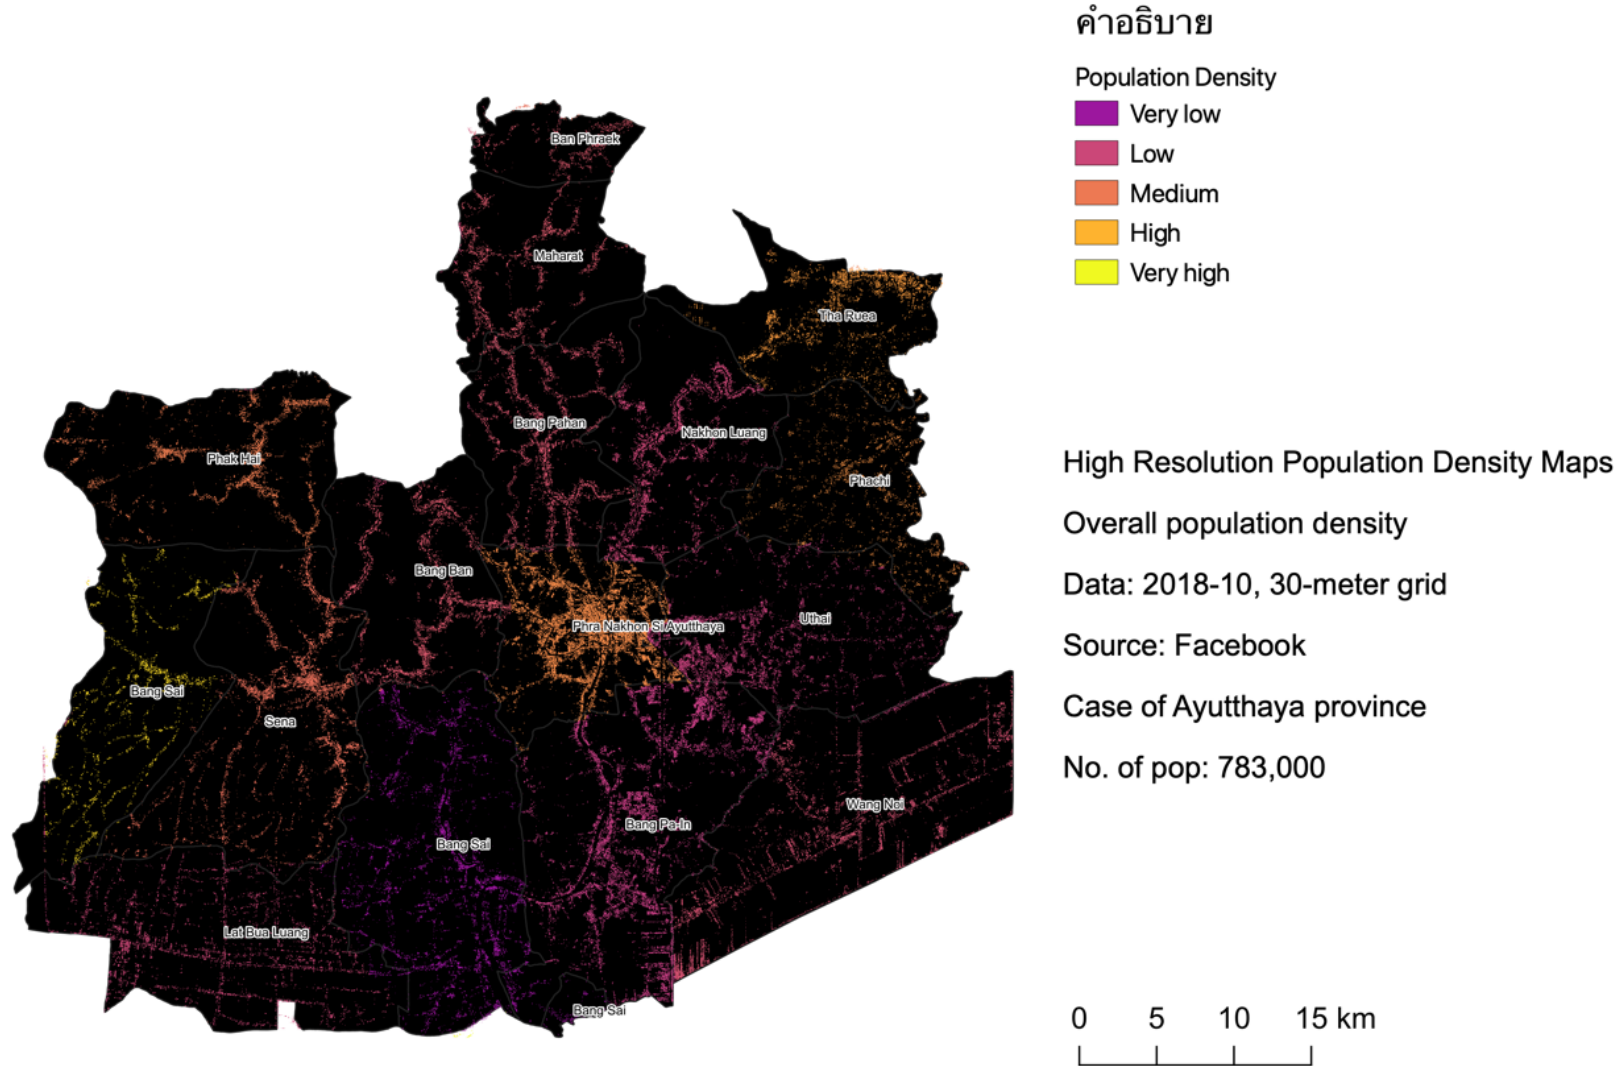 คำอธิบาย
Population Density
Very low
Low
Medium
High
Very high
Ban Phraek
Maharat
Tha Ruea
Bang Pahan
Nakhon Luang
Phak Hai
Phachi
Bang Ban
Uthai
Phra Nakhon Si Ayutthaya
Bang Sai
Sena
Wang Noi
Bang Pa-In
Bang Sai
Lat Bua Luang
Bang Sai
High Resolution Population Density Maps
Overall population density
Data: 2018-10, 30-meter grid
Source: Facebook
Case of Ayutthaya province
No. of pop: 783,000
0 5 10 15 km